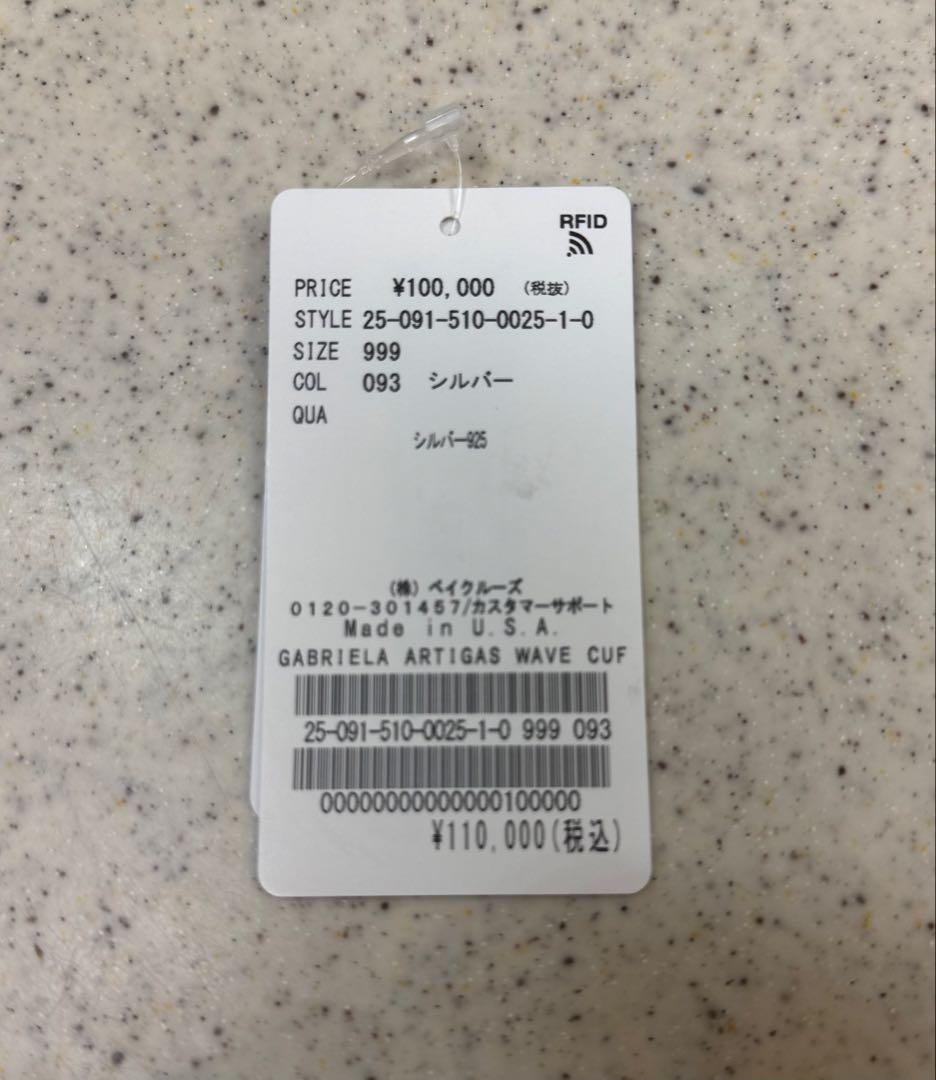 RFID
PRICE ¥100,000 (税抜)
STYLE 25-091-510-0025-1-0
SIZE 999
COL 093 シルバー
QUA
シルバー925
(株) ベイクルーズ
0120-301457/カスタマーサポート
Made in U.S.A.
GABRIELA ARTIGAS WAVE CUF
25-091-510-0025-1-0 999 093
00000000000000100000
¥110,000(税込)